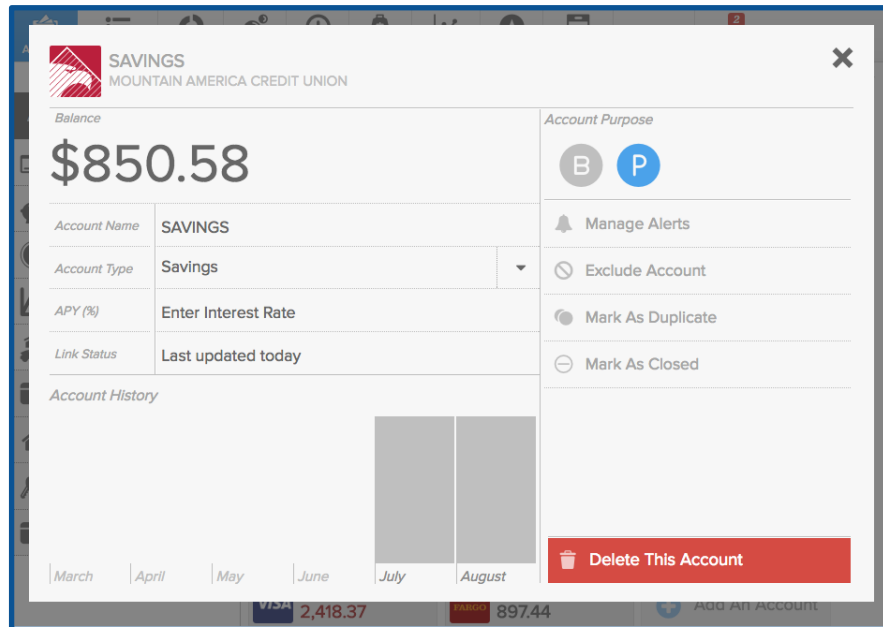 2
SAVINGS
MOUNTAIN AMERICA CREDIT UNION
Balance
$850.58
Account Purpose
B P
Account Name SAVINGS
Account Type Savings
APY (%) Enter Interest Rate
Link Status Last updated today
Manage Alerts
Exclude Account
Mark As Duplicate
Mark As Closed
Account History
March April May June July August
Delete This Account
VISA 2,418.37
FARGO 897.44
Add An Account